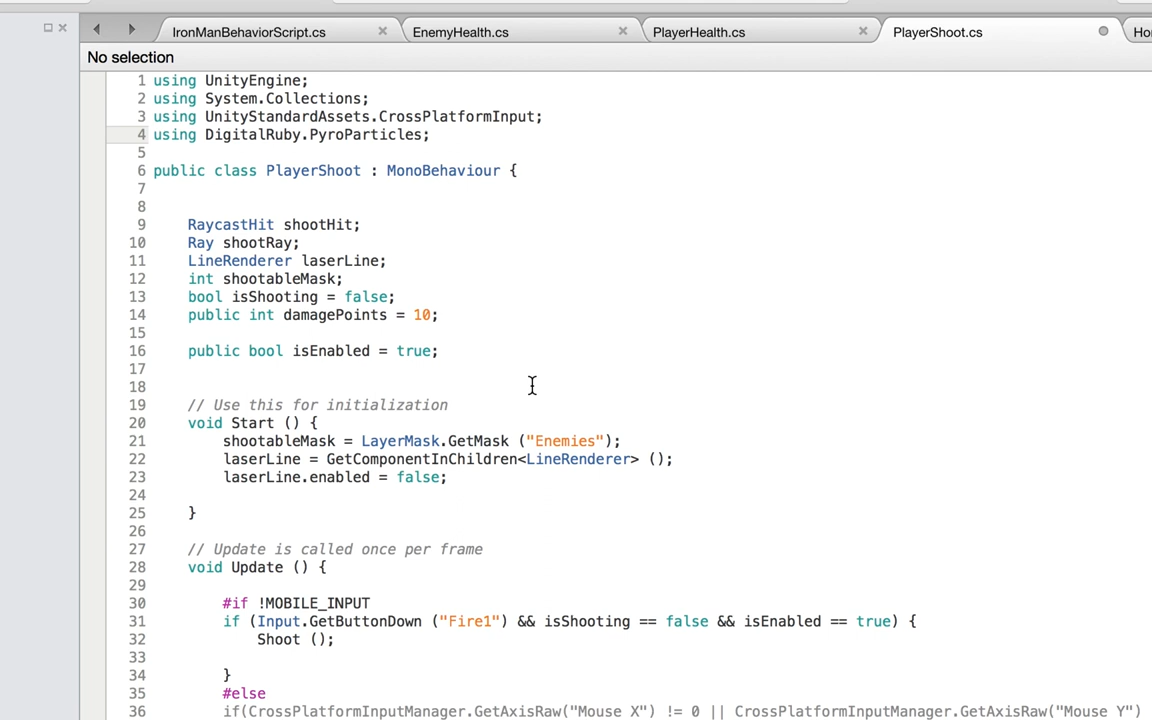 IronManBehaviorScript.cs EnemyHealth.cs PlayerHealth.cs PlayerShoot.cs Ho
No selection
1 using UnityEngine;
2 using System.Collections;
3 using UnityStandardAssets.CrossPlatformInput;
4 using DigitalRuby.PyroParticles;
5
6 public class PlayerShoot : MonoBehaviour {
7
8
9 RaycastHit shootHit;
10 Ray shootRay;
11 LineRenderer laserLine;
12 int shootableMask;
13 bool isShooting = false;
14 public int damagePoints = 10;
15
16 public bool isEnabled = true;
17
18
19 // Use this for initialization
20 void Start () {
21 shootableMask = LayerMask.GetMask ("Enemies");
22 laserLine = GetComponentInChildren<LineRenderer> ();
23 laserLine.enabled = false;
24
25 }
26
27 // Update is called once per frame
28 void Update () {
29
30 #if !MOBILE_INPUT
31 if (Input.GetButtonDown ("Fire1") && isShooting == false && isEnabled == true) {
32 Shoot ();
33
34 }
35 #else
36 if(CrossPlatformInputManager.GetAxisRaw("Mouse X") != 0 || CrossPlatformInputManager.GetAxisRaw("Mouse Y")